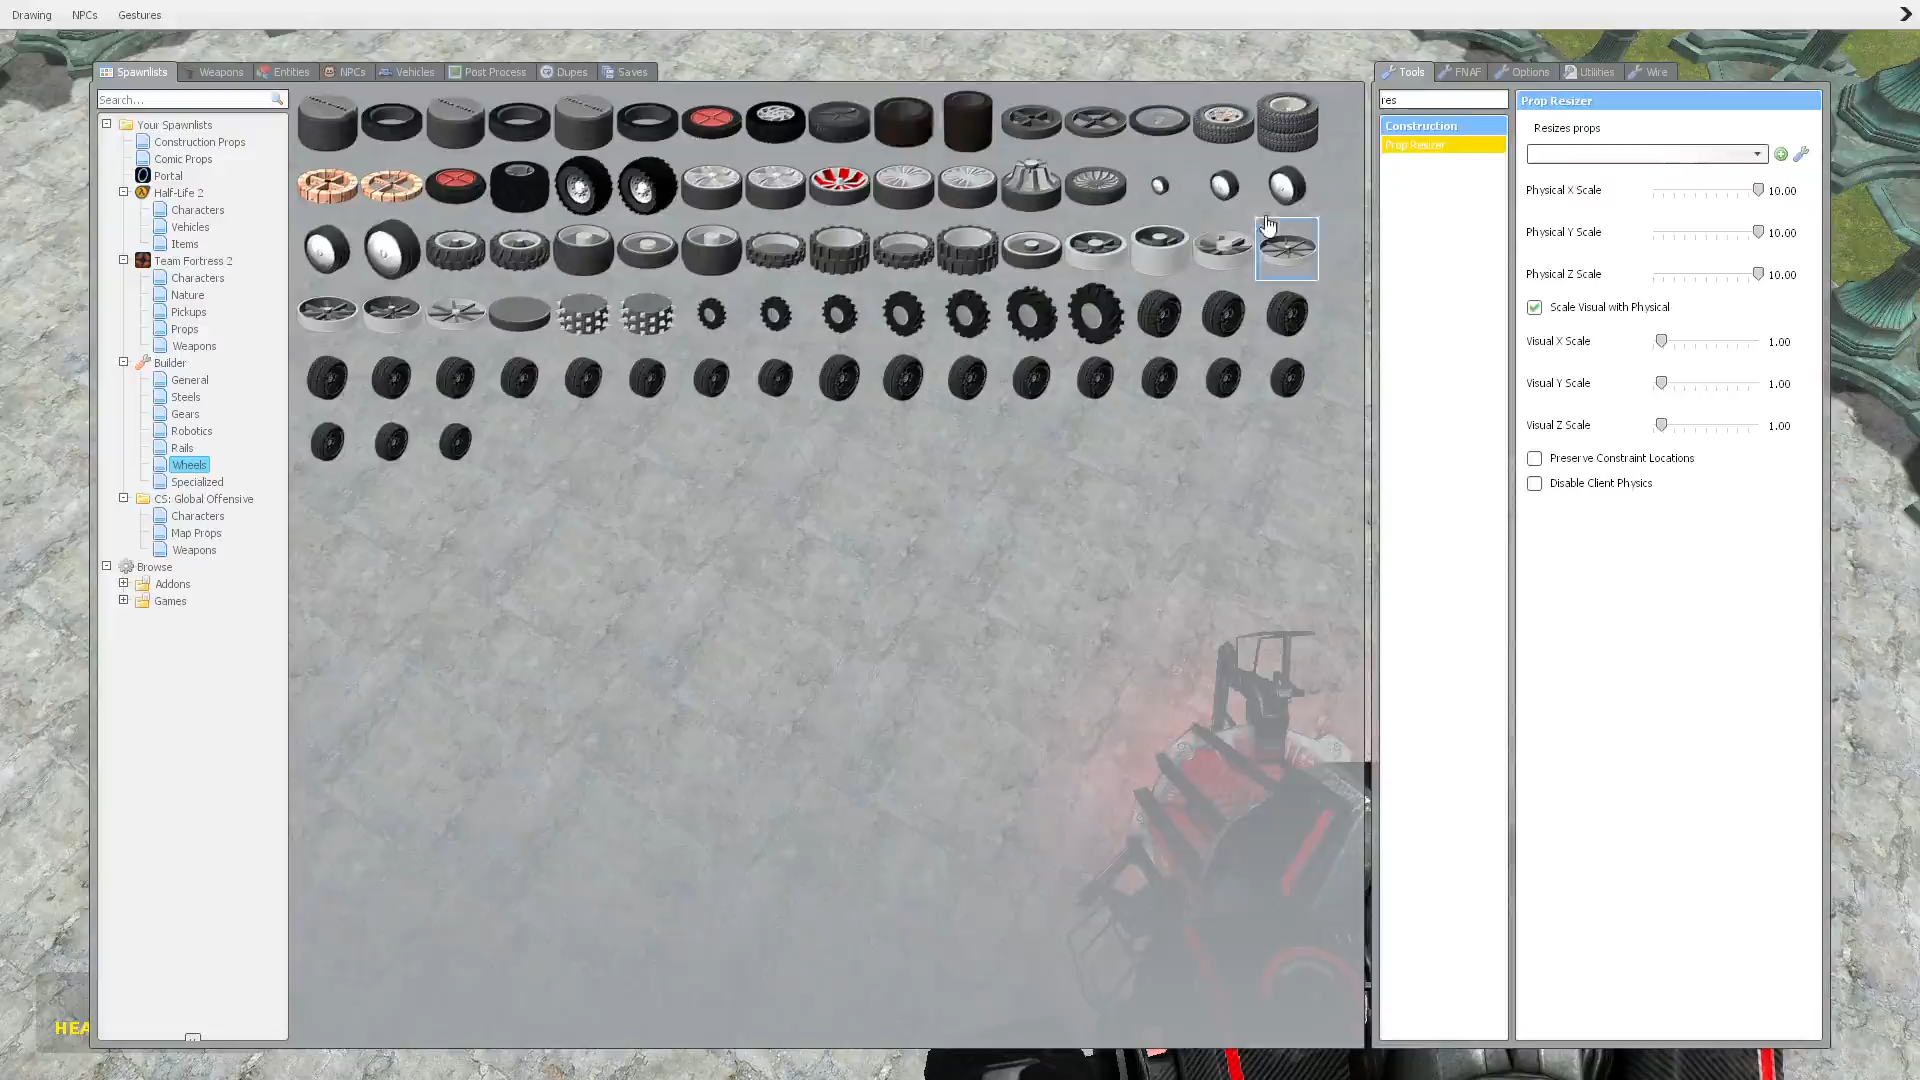 Drawing NPCs Gestures
Spawnlists Weapons Entities NPCs Vehicles Post Process Dupes Saves
Search...
Your Spawnlists
Construction Props
Comic Props
Portal
Half-Life 2
Characters
Vehicles
Items
Team Fortress 2
Characters
Nature
Pickups
Props
Weapons
Builder
General
Steels
Gears
Robotics
Rails
Wheels
Specialized
CS: Global Offensive
Characters
Map Props
Weapons
Browse
Addons
Games
HEA
Tools FNAF Options Utilities Wire
res
Construction
Prop Resizer
Prop Resizer
Resizes props
Physical X Scale 10.00
Physical Y Scale 10.00
Physical Z Scale 10.00
Scale Visual with Physical
Visual X Scale 1.00
Visual Y Scale 1.00
Visual Z Scale 1.00
Preserve Constraint Locations
Disable Client Physics